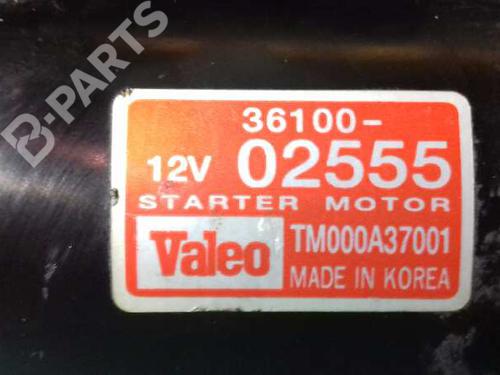 B-PARTS
36100-
12V 02555
STARTER MOTOR
Valeo TM000A37001
MADE IN KOREA